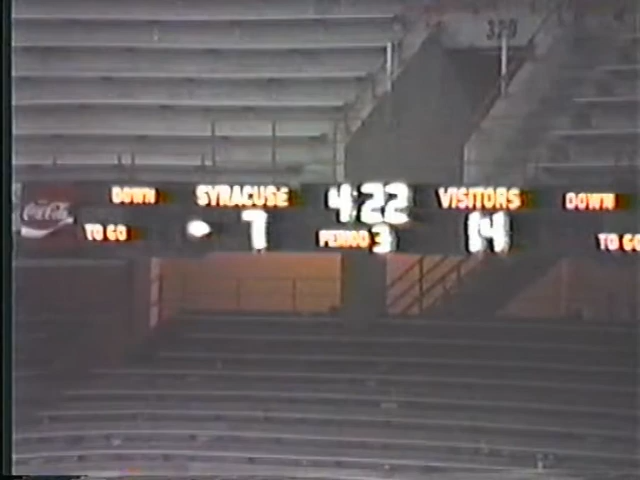 320
DOWN SYRACUSE 4:22 VISITORS DOWN
Coca-Cola TO GO 7 PERIOD 3 14 TO GO